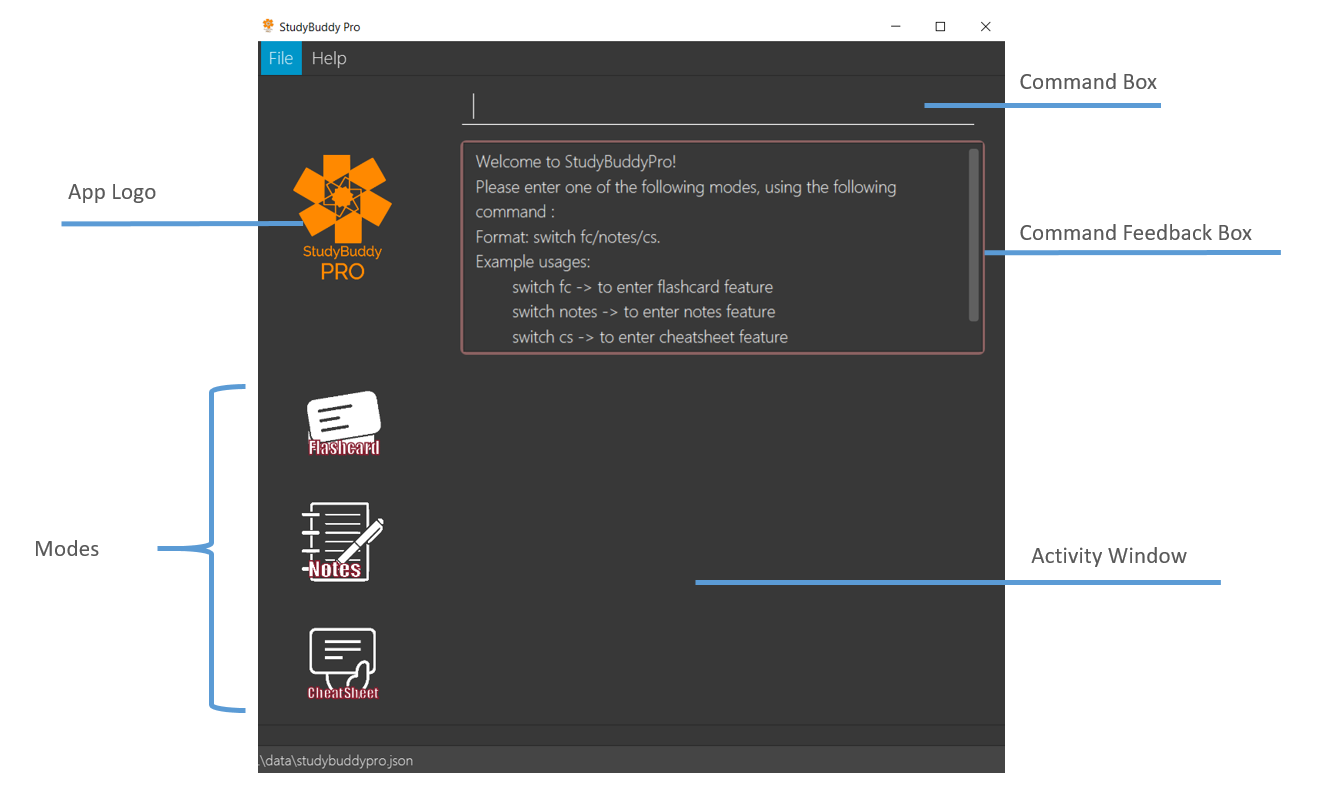 StudyBuddy Pro
File Help
Command Box
Welcome to StudyBuddyPro!
Please enter one of the following modes, using the following
command :
Format: switch fc/notes/cs.
Example usages:
switch fc -> to enter flashcard feature
switch notes -> to enter notes feature
switch cs -> to enter cheatsheet feature
App Logo
StudyBuddy
PRO
Command Feedback Box
Flashcard
Notes
CheatSheet
Modes
Activity Window
.\data\studybuddypro.json